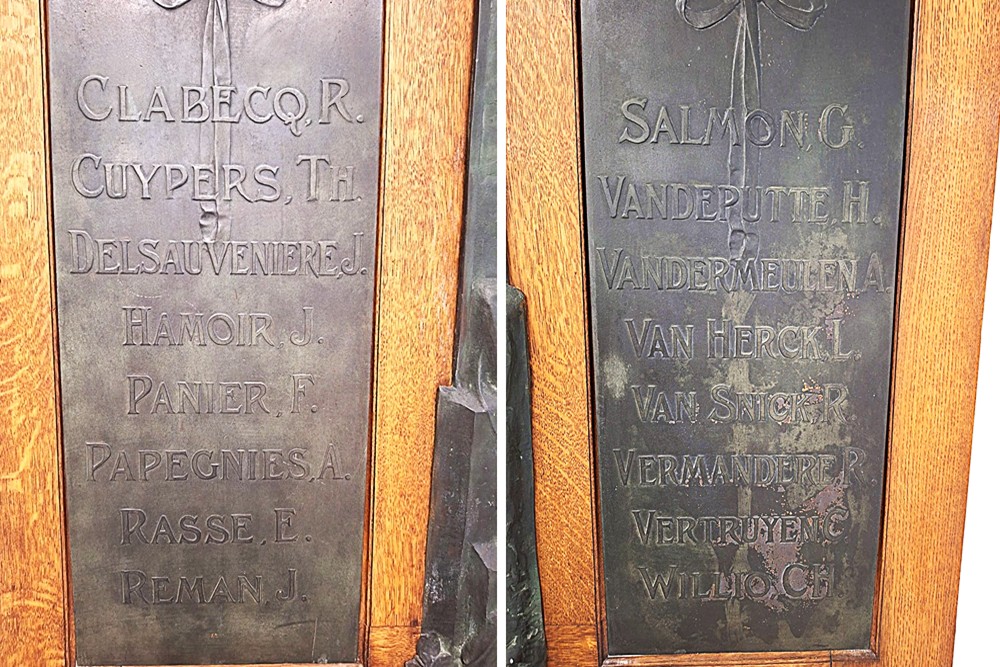 CLABECQ, R.
CUYPERS, TH.
DELSAUVENIERE, J.
HAMOIR, J.
PANIER, F.
PAPEGNIES, A.
RASSE, E.
REMAN, J.
SALMON, G.
VANDEPUTTE, H.
VANDERMEULEN, A.
VAN HERCK, L.
VAN SNICK, R.
VERMANDERE, R.
VERTRUYEN, C.
WILLIO, CH.